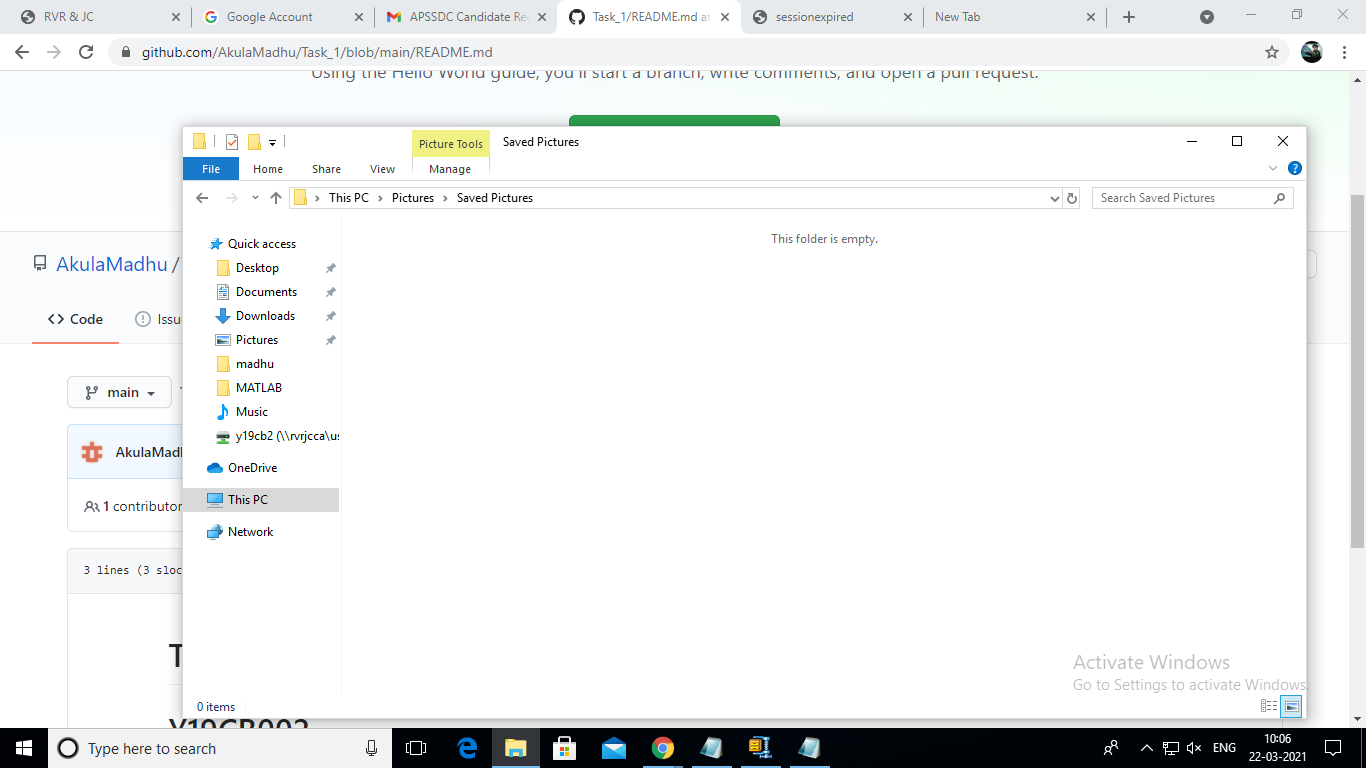 RVR & JC
Google Account
APSSDC Candidate Re
Task_1/README.md at
sessionexpired
New Tab
github.com/AkulaMadhu/Task_1/blob/main/README.md
Using the Hello World guide, you'll start a branch, write comments, and open a pull request.
Picture Tools
Saved Pictures
File
Home
Share
View
Manage
This PC
Pictures
Saved Pictures
Search Saved Pictures
This folder is empty.
Quick access
Desktop
Documents
Downloads
Pictures
madhu
MATLAB
Music
y19cb2 (\\rvrjcca\us
OneDrive
This PC
Network
0 items
AkulaMadhu /
Code
Issu
main
AkulaMadh
1 contributor
3 lines (3 sloc
T
Y19CB002
Activate Windows
Go to Settings to activate Windows.
Type here to search
ENG
10:06
22-03-2021